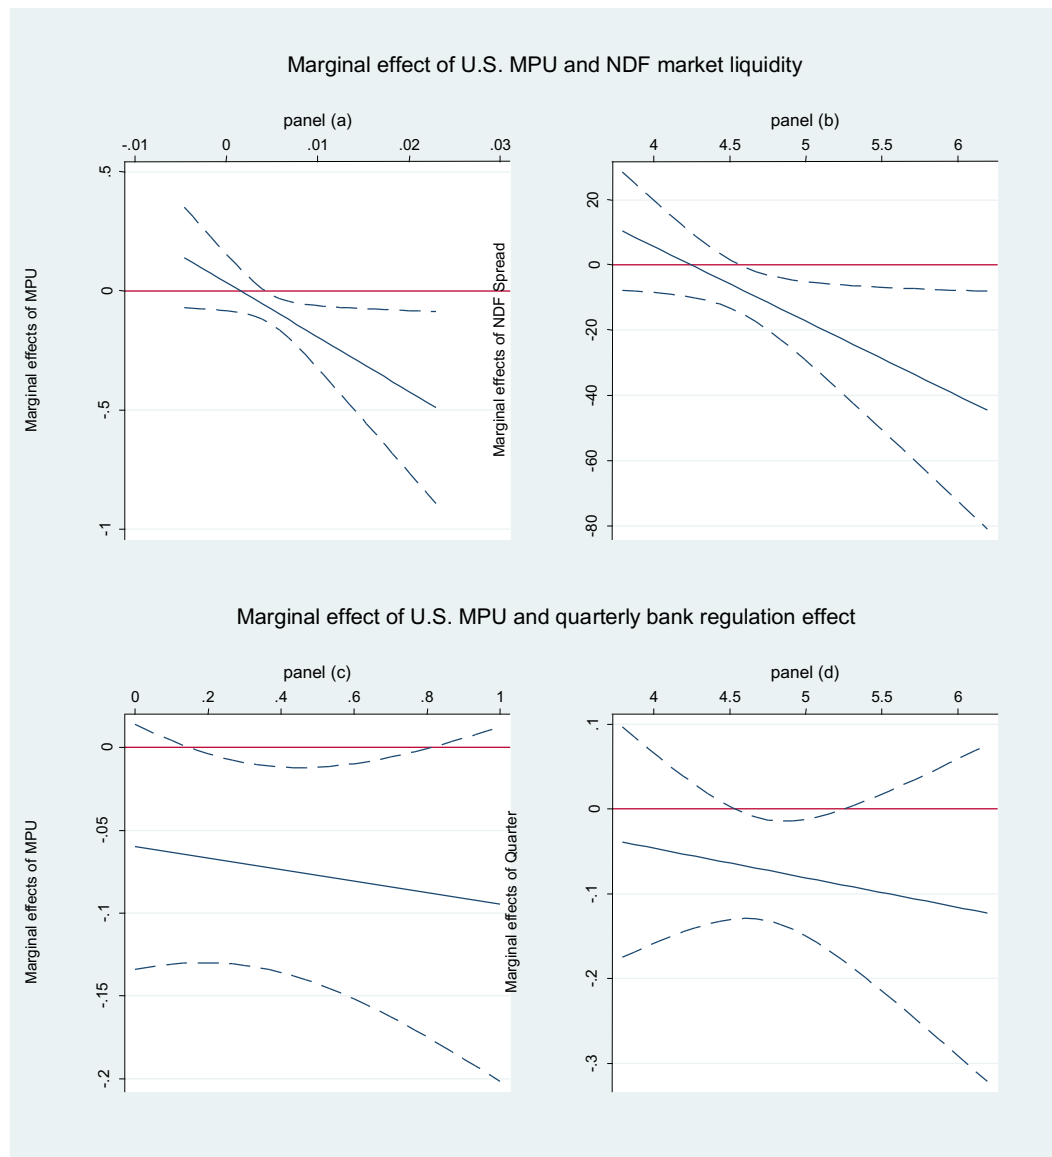 Marginal effect of U.S. MPU and NDF market liquidity
panel (a)
-.01 0 .01 .02 .03
Marginal effects of MPU
.5
0
-.5
-1
panel (b)
4 4.5 5 5.5 6
Marginal effects of NDF Spread
20
0
-20
-40
-60
-80
Marginal effect of U.S. MPU and quarterly bank regulation effect
panel (c)
0 .2 .4 .6 .8 1
Marginal effects of MPU
0
-.05
-.1
-.15
-.2
panel (d)
4 4.5 5 5.5 6
Marginal effects of Quarter
.1
0
-.1
-.2
-.3